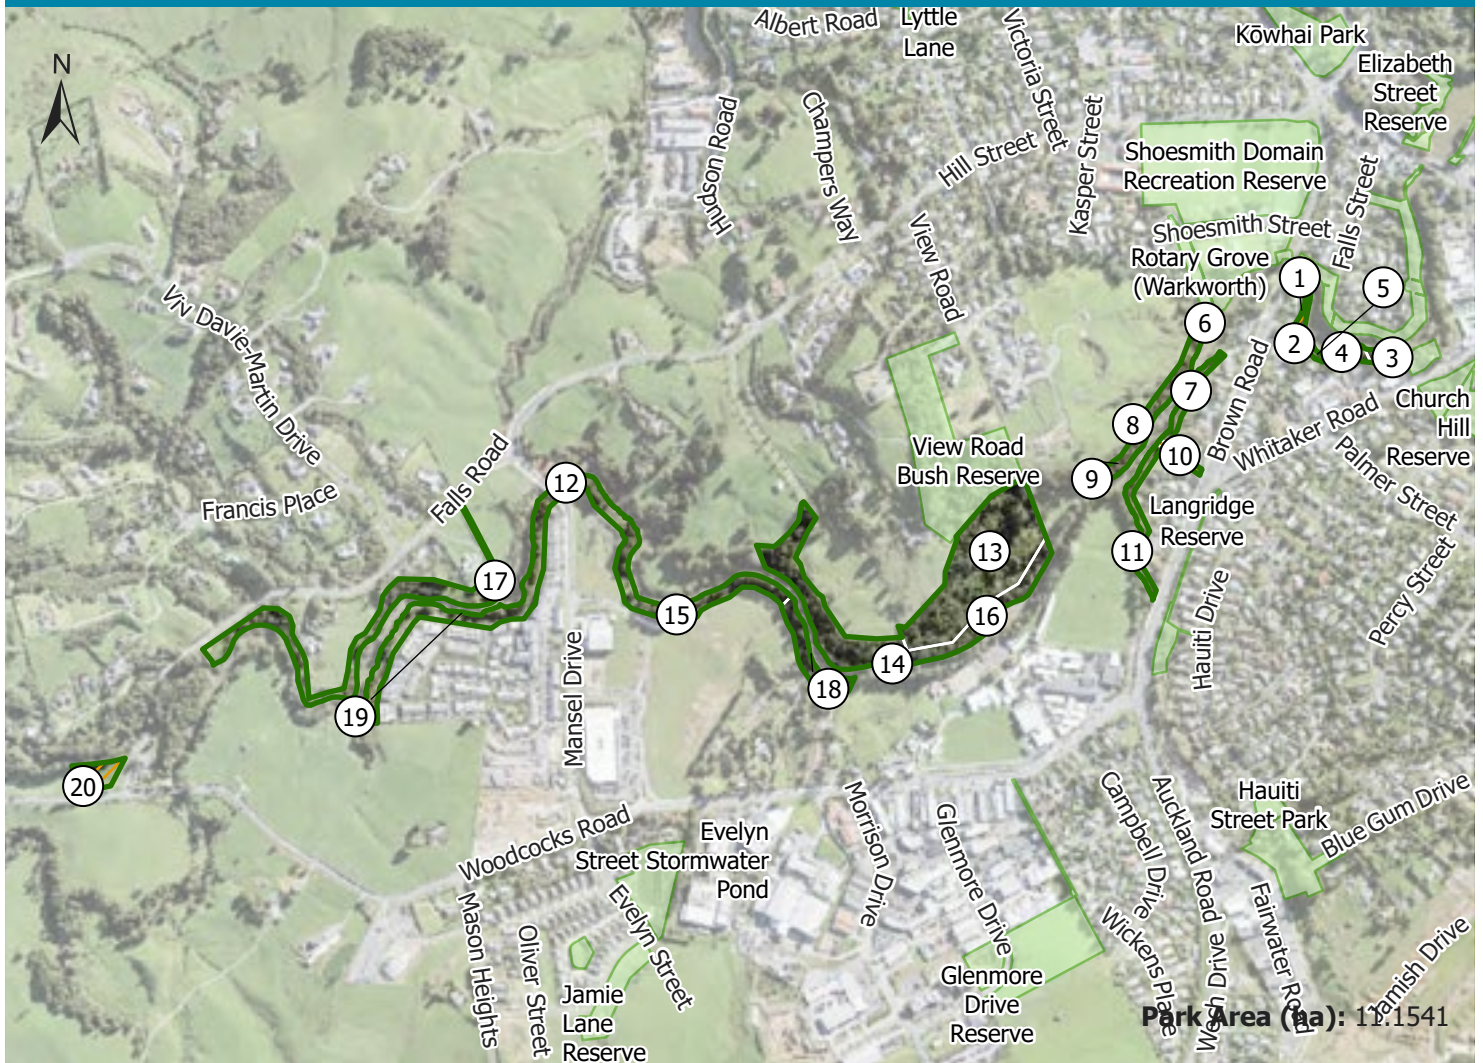 Albert Road
Lyttle
Lane
Victoria Street
Kōwhai Park
Elizabeth
Street
Reserve
N
Hudson Road
Champers Way
Hill Street
Kasper Street
Shoesmith Domain
Recreation Reserve
Falls Street
Shoesmith Street
Rotary Grove
(Warkworth)
View Road
1
5
6
2
4
3
Viv Davie-Martin Drive
7
Brown Road
Church
Hill
Reserve
Whitaker Road
8
View Road
Bush Reserve
10
9
Palmer Street
Falls Road
12
Francis Place
Langridge
Reserve
13
11
Percy Street
17
Hauiti Drive
15
16
Mansel Drive
14
18
19
20
Woodcocks Road
Morrison Drive
Glenmore Drive
Campbell Drive
Auckland Road
Hauiti
Street Park
Blue Gum Drive
Evelyn
Street Stormwater
Pond
Evelyn Street
Mason Heights
Oliver Street
Wickens Place
Welsh Drive
Fairwater Road
Jamish Drive
Glenmore
Drive
Reserve
Jamie
Lane
Reserve
Park Area (ha): 11.1541